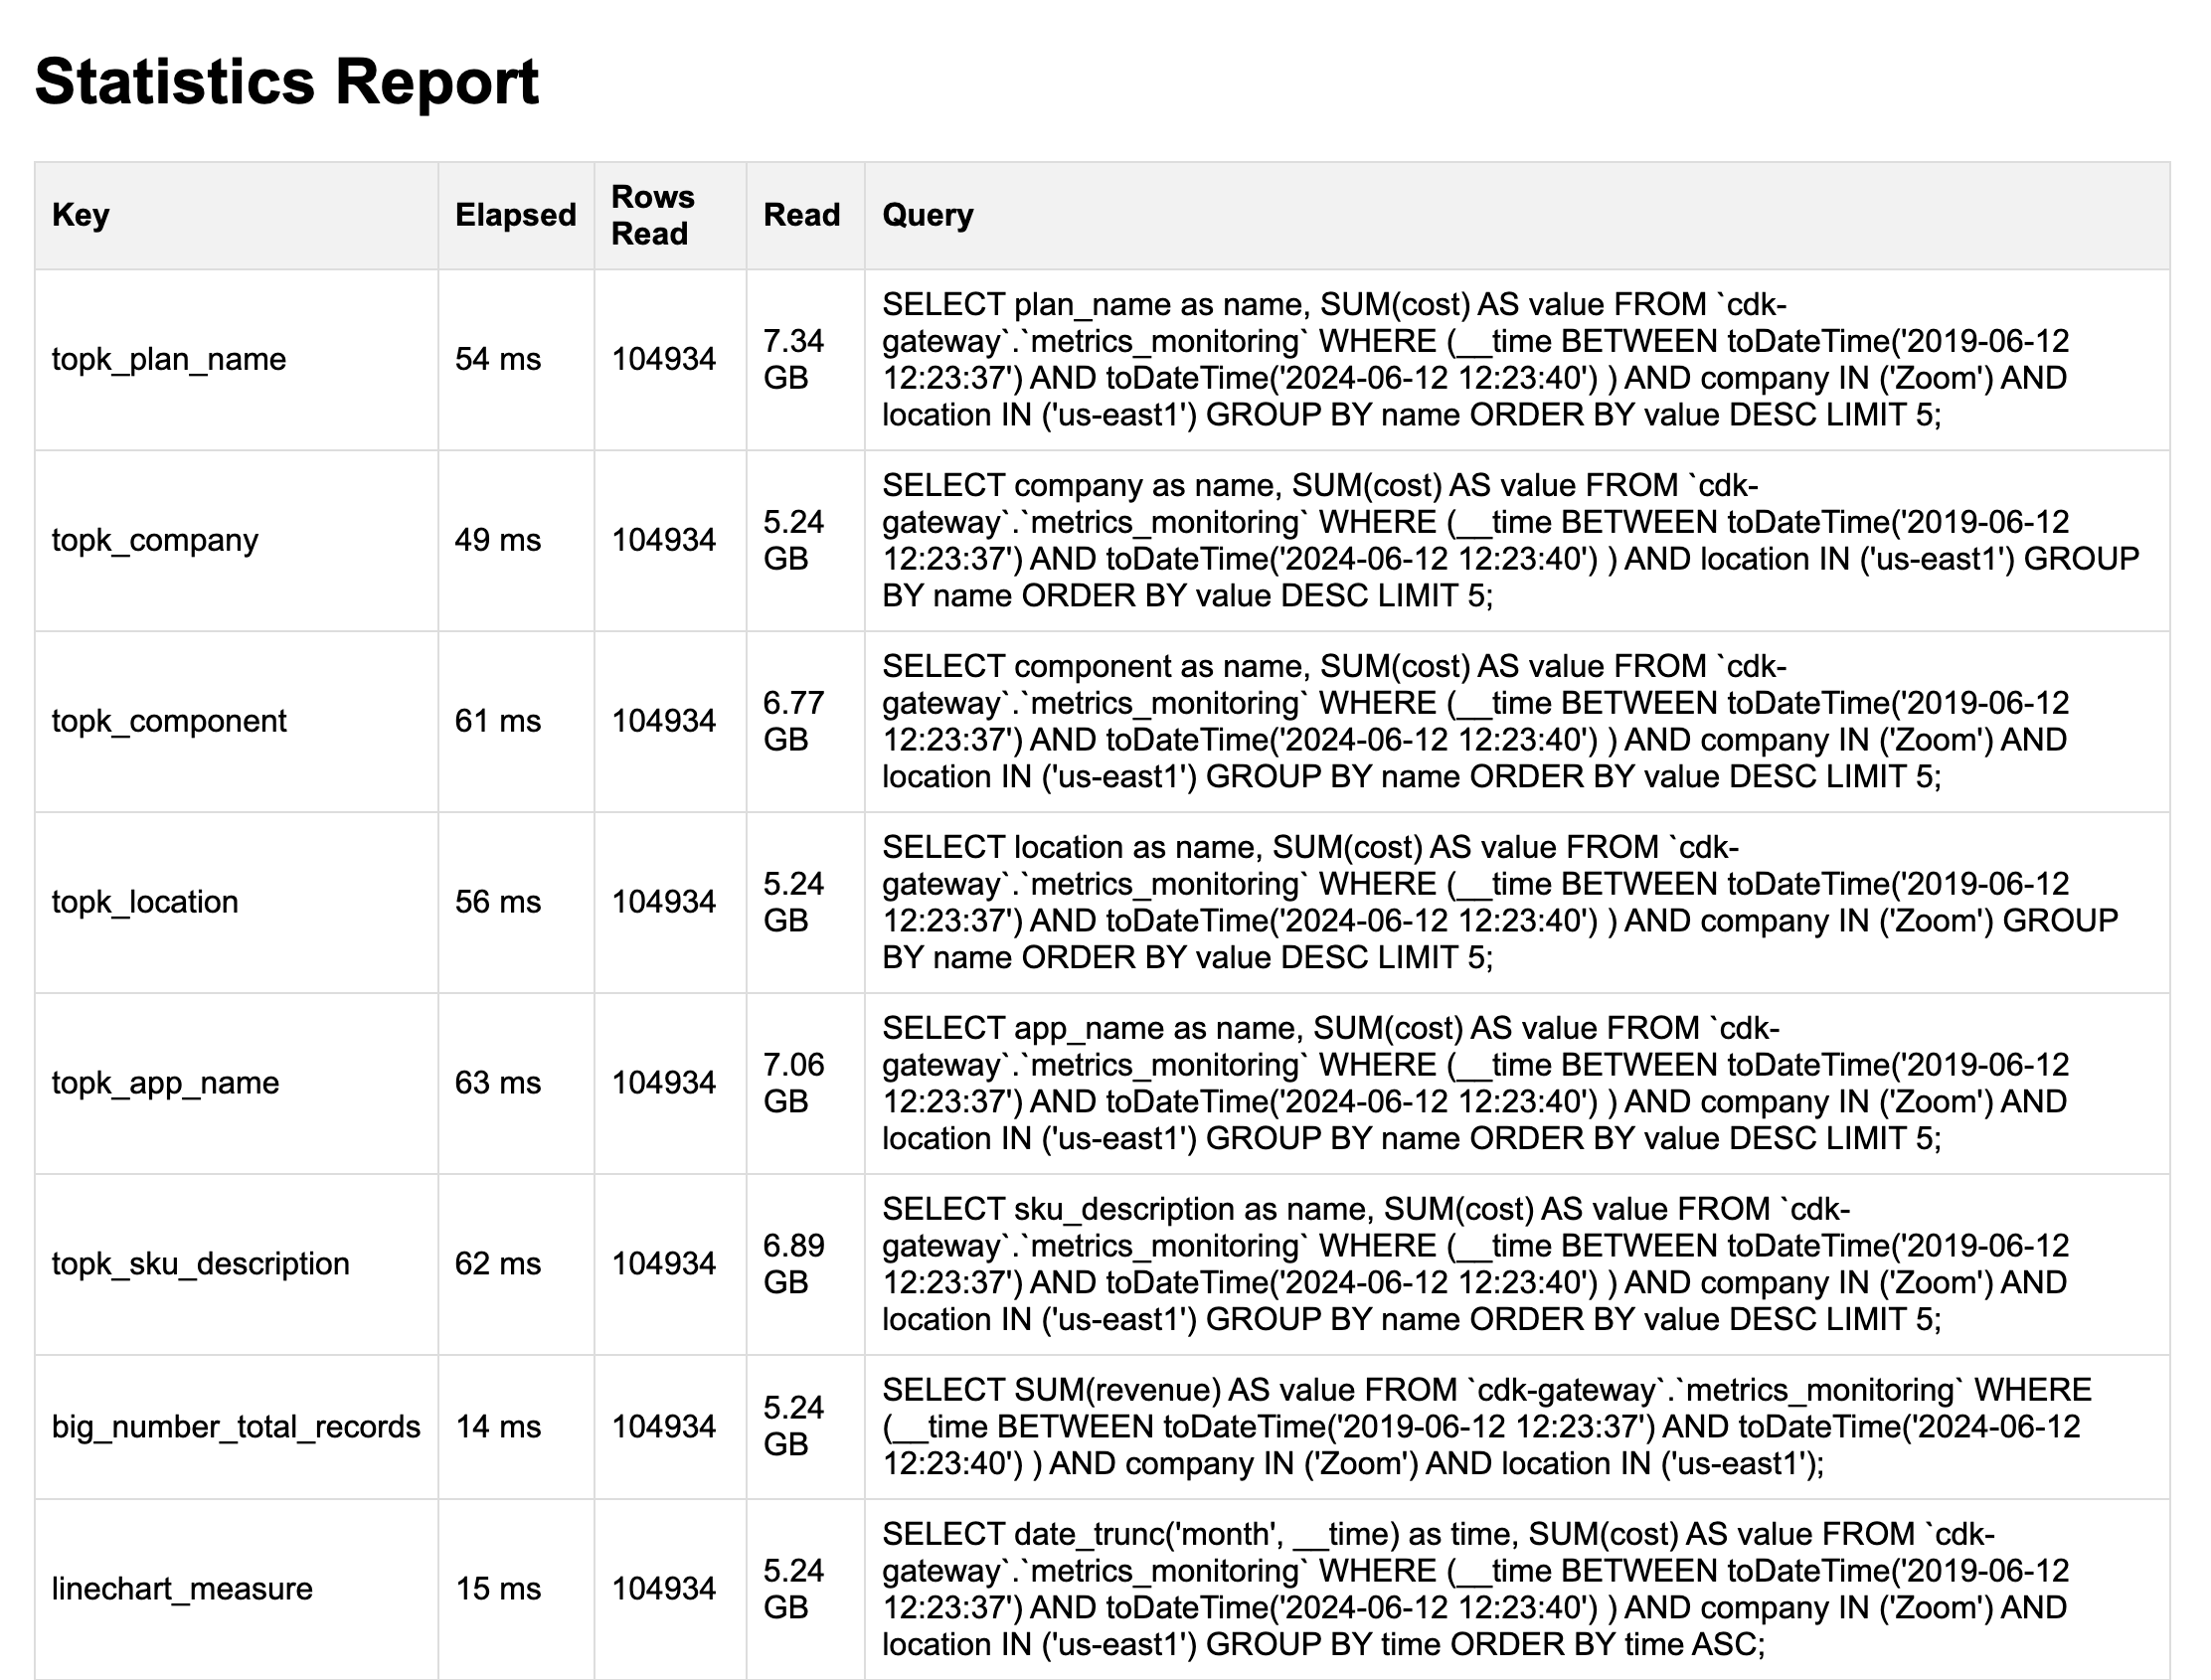 Statistics Report
Key Elapsed Rows Read Read Query
topk_plan_name 54 ms 104934 7.34 GB
SELECT plan_name as name, SUM(cost) AS value FROM `cdk-
gateway`.`metrics_monitoring` WHERE (__time BETWEEN toDateTime('2019-06-12
12:23:37') AND toDateTime('2024-06-12 12:23:40') ) AND company IN ('Zoom') AND
location IN ('us-east1') GROUP BY name ORDER BY value DESC LIMIT 5;
topk_company 49 ms 104934 5.24 GB
SELECT company as name, SUM(cost) AS value FROM `cdk-
gateway`.`metrics_monitoring` WHERE (__time BETWEEN toDateTime('2019-06-12
12:23:37') AND toDateTime('2024-06-12 12:23:40') ) AND location IN ('us-east1') GROUP
BY name ORDER BY value DESC LIMIT 5;
topk_component 61 ms 104934 6.77 GB
SELECT component as name, SUM(cost) AS value FROM `cdk-
gateway`.`metrics_monitoring` WHERE (__time BETWEEN toDateTime('2019-06-12
12:23:37') AND toDateTime('2024-06-12 12:23:40') ) AND company IN ('Zoom') AND
location IN ('us-east1') GROUP BY name ORDER BY value DESC LIMIT 5;
topk_location 56 ms 104934 5.24 GB
SELECT location as name, SUM(cost) AS value FROM `cdk-
gateway`.`metrics_monitoring` WHERE (__time BETWEEN toDateTime('2019-06-12
12:23:37') AND toDateTime('2024-06-12 12:23:40') ) AND company IN ('Zoom') GROUP
BY name ORDER BY value DESC LIMIT 5;
topk_app_name 63 ms 104934 7.06 GB
SELECT app_name as name, SUM(cost) AS value FROM `cdk-
gateway`.`metrics_monitoring` WHERE (__time BETWEEN toDateTime('2019-06-12
12:23:37') AND toDateTime('2024-06-12 12:23:40') ) AND company IN ('Zoom') AND
location IN ('us-east1') GROUP BY name ORDER BY value DESC LIMIT 5;
topk_sku_description 62 ms 104934 6.89 GB
SELECT sku_description as name, SUM(cost) AS value FROM `cdk-
gateway`.`metrics_monitoring` WHERE (__time BETWEEN toDateTime('2019-06-12
12:23:37') AND toDateTime('2024-06-12 12:23:40') ) AND company IN ('Zoom') AND
location IN ('us-east1') GROUP BY name ORDER BY value DESC LIMIT 5;
big_number_total_records 14 ms 104934 5.24 GB
SELECT SUM(revenue) AS value FROM `cdk-gateway`.`metrics_monitoring` WHERE
(__time BETWEEN toDateTime('2019-06-12 12:23:37') AND toDateTime('2024-06-12
12:23:40') ) AND company IN ('Zoom') AND location IN ('us-east1');
linechart_measure 15 ms 104934 5.24 GB
SELECT date_trunc('month', __time) as time, SUM(cost) AS value FROM `cdk-
gateway`.`metrics_monitoring` WHERE (__time BETWEEN toDateTime('2019-06-12
12:23:37') AND toDateTime('2024-06-12 12:23:40') ) AND company IN ('Zoom') AND
location IN ('us-east1') GROUP BY time ORDER BY time ASC;